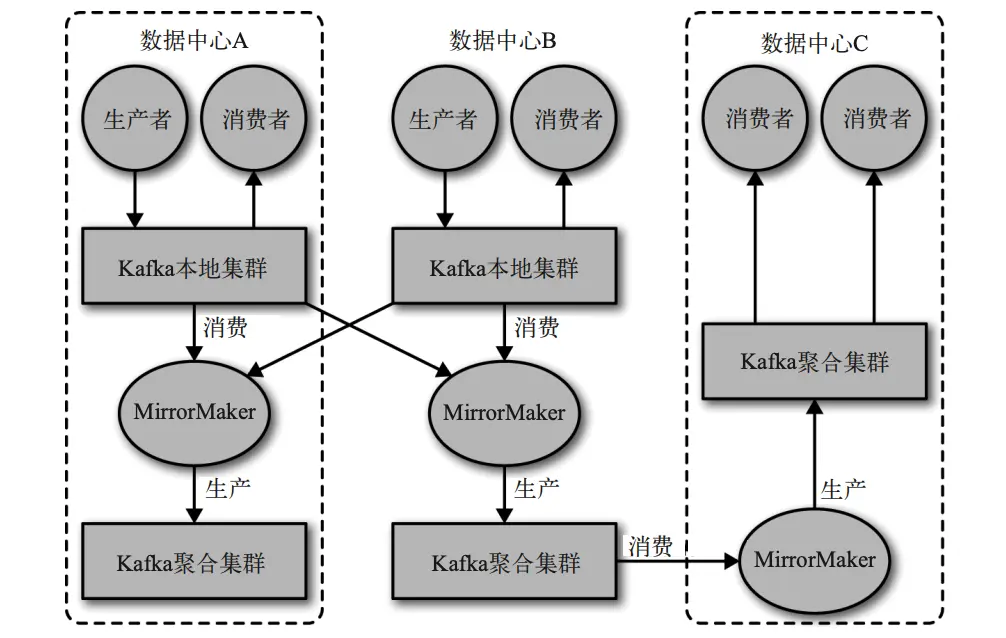 数据中心A
生产者
消费者
Kafka本地集群
消费
MirrorMaker
生产
Kafka聚合集群
数据中心B
生产者
消费者
Kafka本地集群
消费
MirrorMaker
生产
Kafka聚合集群
消费
数据中心C
消费者
消费者
Kafka聚合集群
生产
MirrorMaker